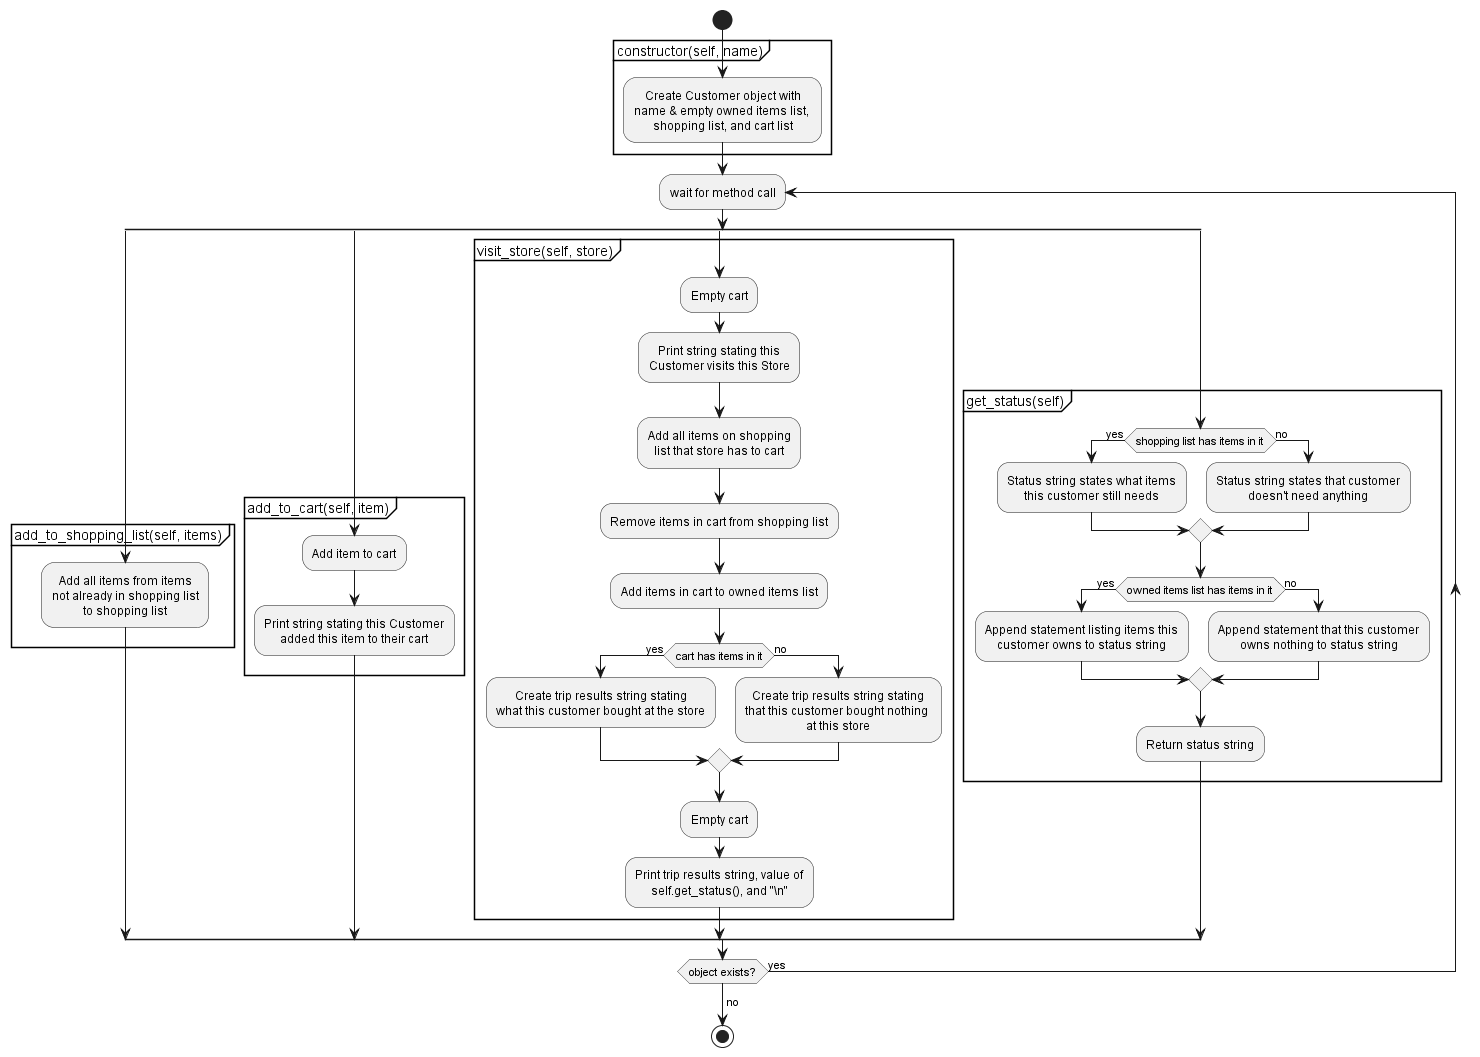 constructor(self, name)
Create Customer object with
name & empty owned items list,
shopping list, and cart list
wait for method call
add_to_shopping_list(self, items)
Add all items from items
not already in shopping list
to shopping list
add_to_cart(self, item)
Add item to cart
Print string stating this Customer
added this item to their cart
visit_store(self, store)
Empty cart
Print string stating this
Customer visits this Store
Add all items on shopping
list that store has to cart
Remove items in cart from shopping list
Add items in cart to owned items list
yes
cart has items in it
no
Create trip results string stating
what this customer bought at the store
Create trip results string stating
that this customer bought nothing
at this store
Empty cart
Print trip results string, value of
self.get_status(), and "\n"
get_status(self)
yes
shopping list has items in it
no
Status string states what items
this customer still needs
Status string states that customer
doesn't need anything
yes
owned items list has items in it
no
Append statement listing items this
customer owns to status string
Append statement that this customer
owns nothing to status string
Return status string
object exists?
yes
no